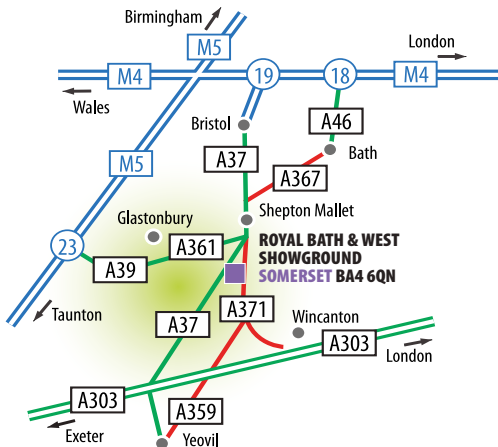 Birmingham
M5
London
M4
19
18
M4
Wales
Bristol
A46
M5
A37
Bath
A367
Glastonbury
Shepton Mallet
23
A361
ROYAL BATH & WEST
SHOWGROUND
SOMERSET BA4 6QN
A39
Taunton
A37
A371
Wincanton
A303
London
A303
A359
Exeter
Yeovil